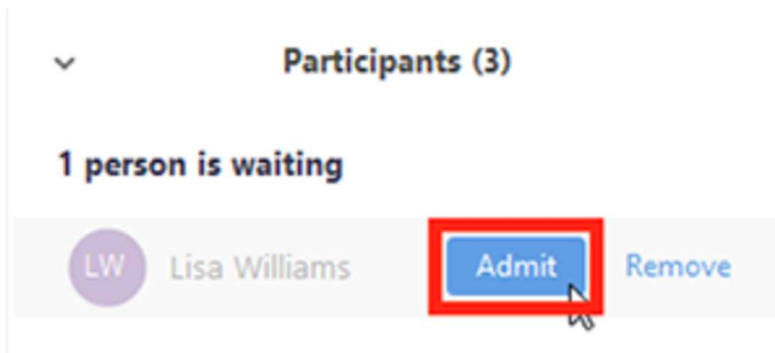 Participants (3)
1 person is waiting
LW Lisa Williams Admit Remove